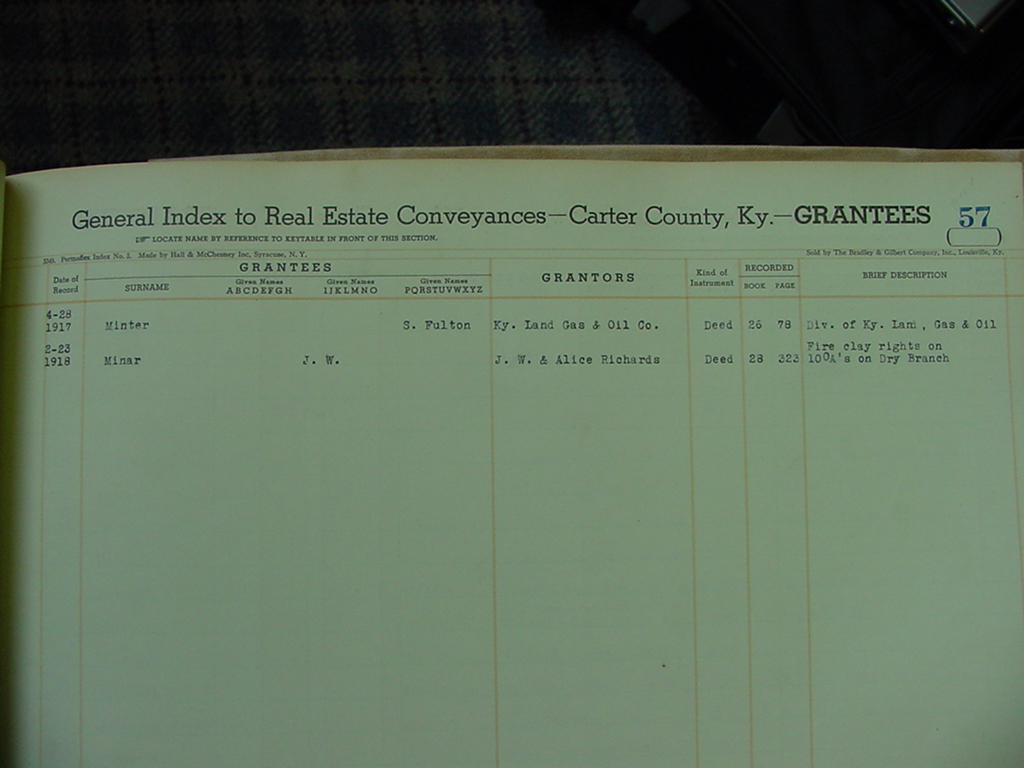 General Index to Real Estate Conveyances—Carter County, Ky.—GRANTEES 57
LOCATE NAME BY REFERENCE TO KEYTABLE IN FRONT OF THIS SECTION.
Permaflex Index No. 3. Made by Hall & McChesney Inc, Syracuse, N. Y. Sold by The Bradley & Gilbert Company, Inc., Louisville, Ky.
Date of Record GRANTEES GRANTORS Kind of Instrument RECORDED BRIEF DESCRIPTION
SURNAME Given Names ABCDEFGH Given Names IJKLMNO Given Names PQRSTUVWXYZ BOOK PAGE
4-28
1917 Minter S. Fulton Ky. Land Gas & Oil Co. Deed 26 78 Div. of Ky. Land, Gas & Oil
2-23 Fire clay rights on
1918 Minar J. W. J. W. & Alice Richards Deed 28 323 100A's on Dry Branch